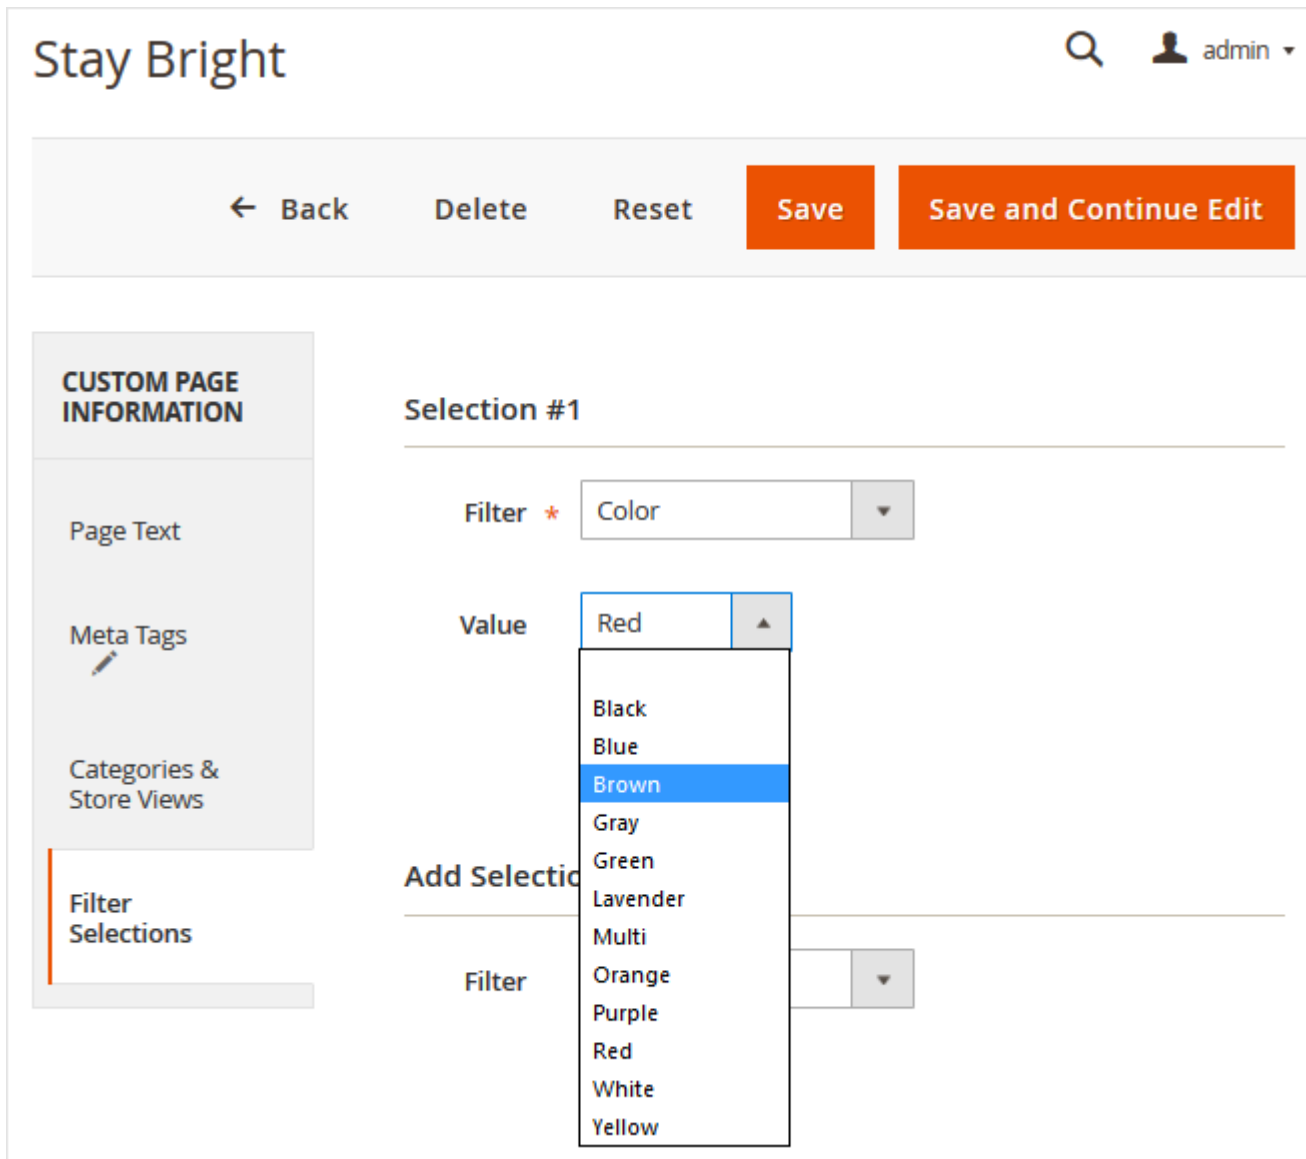 Stay Bright
admin
Back
Delete
Reset
Save
Save and Continue Edit
CUSTOM PAGE
INFORMATION
Page Text
Meta Tags
Categories &
Store Views
Filter
Selections
Selection #1
Filter *
Color
Value
Red
Black
Blue
Brown
Gray
Green
Lavender
Multi
Orange
Purple
Red
White
Yellow
Add Selectio
Filter